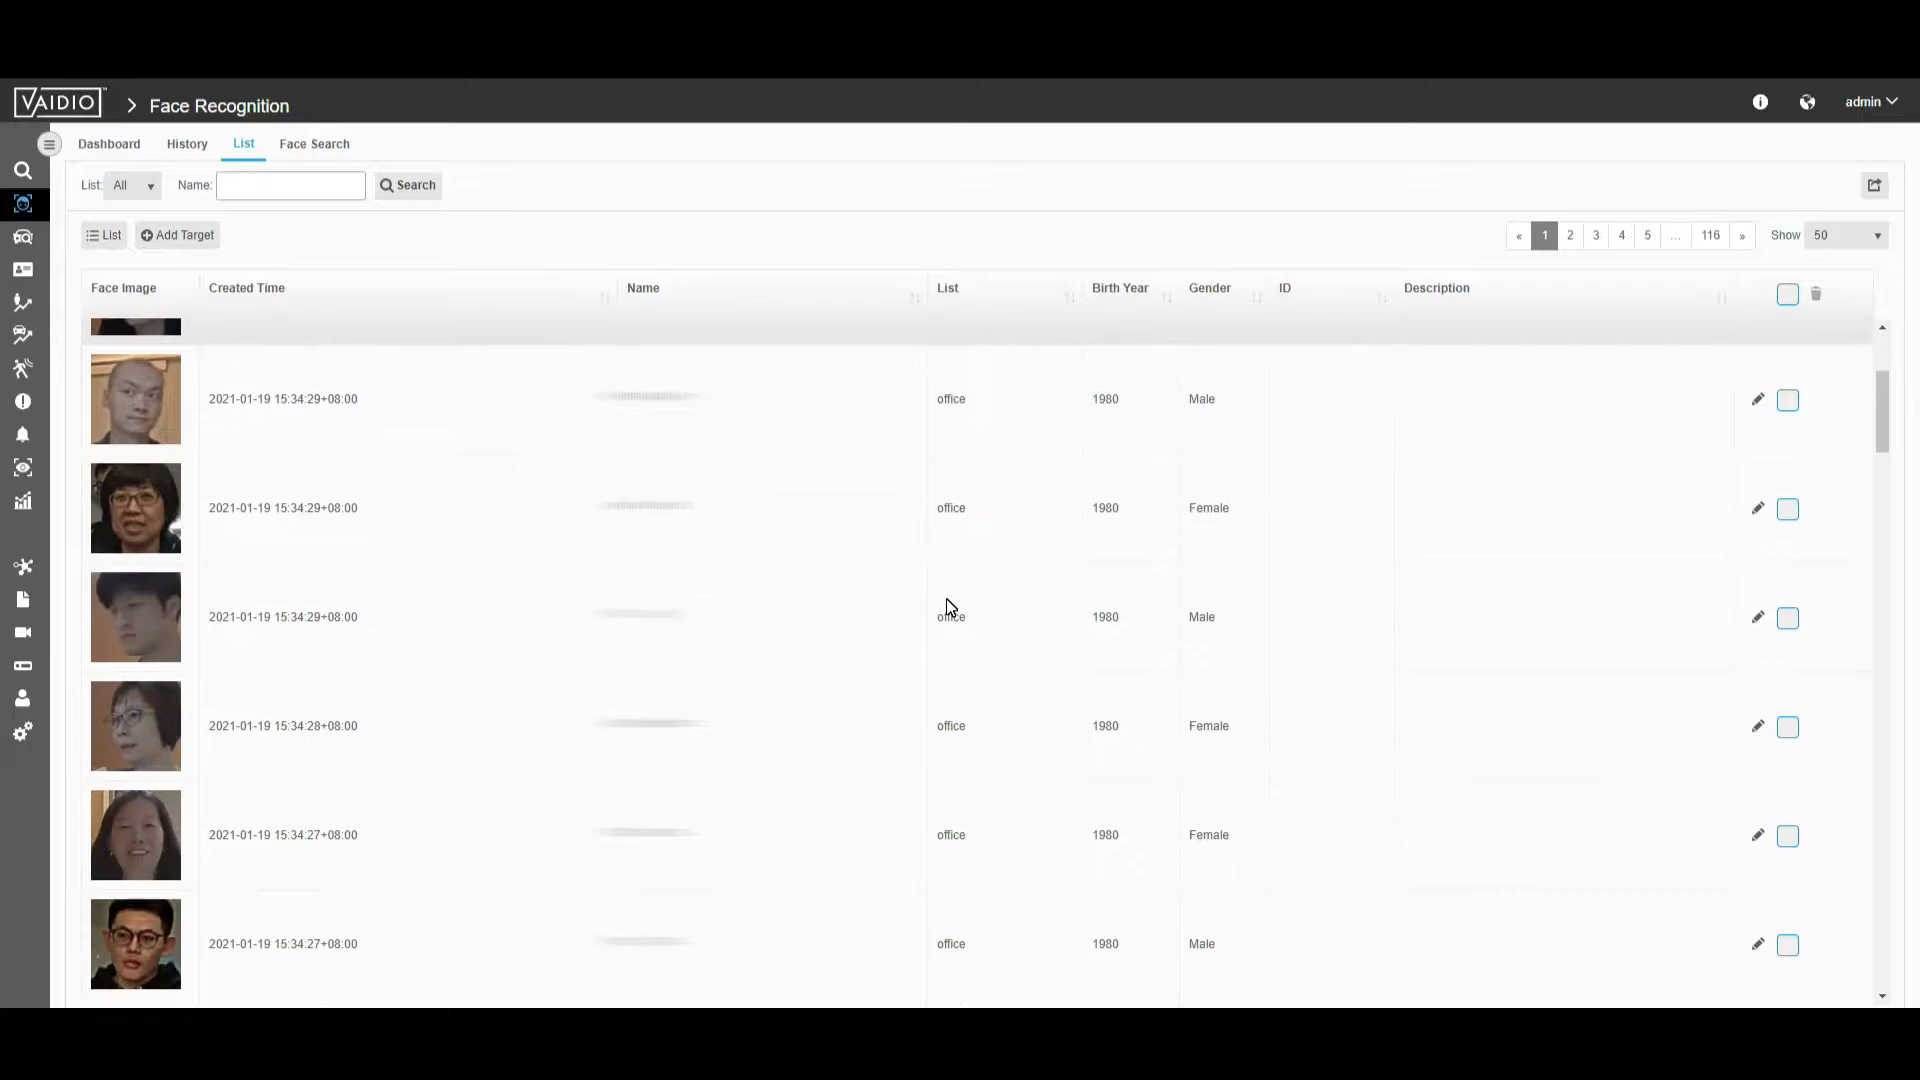 VAIDIO™ > Face Recognition admin
Dashboard History List Face Search
List: All Name: Search
List Add Target « 1 2 3 4 5 ... 116 » Show 50
Face Image Created Time Name List Birth Year Gender ID Description
2021-01-19 15:34:29+08:00 office 1980 Male
2021-01-19 15:34:29+08:00 office 1980 Female
2021-01-19 15:34:29+08:00 office 1980 Male
2021-01-19 15:34:28+08:00 office 1980 Female
2021-01-19 15:34:27+08:00 office 1980 Female
2021-01-19 15:34:27+08:00 office 1980 Male